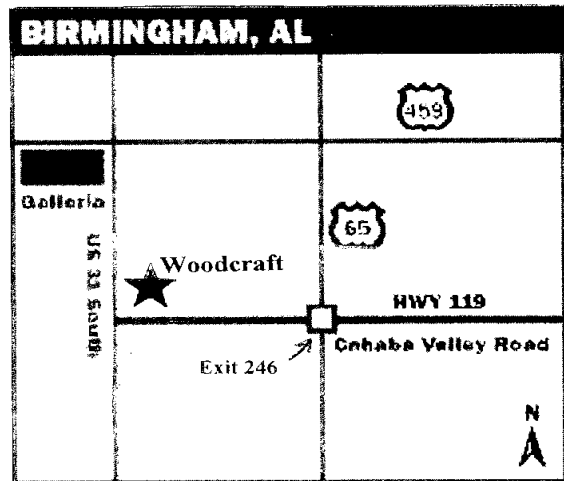 BIRMINGHAM, AL
459
Galleria
65
US 31 South
Woodcraft
HWY 119
Cahaba Valley Road
Exit 246
N